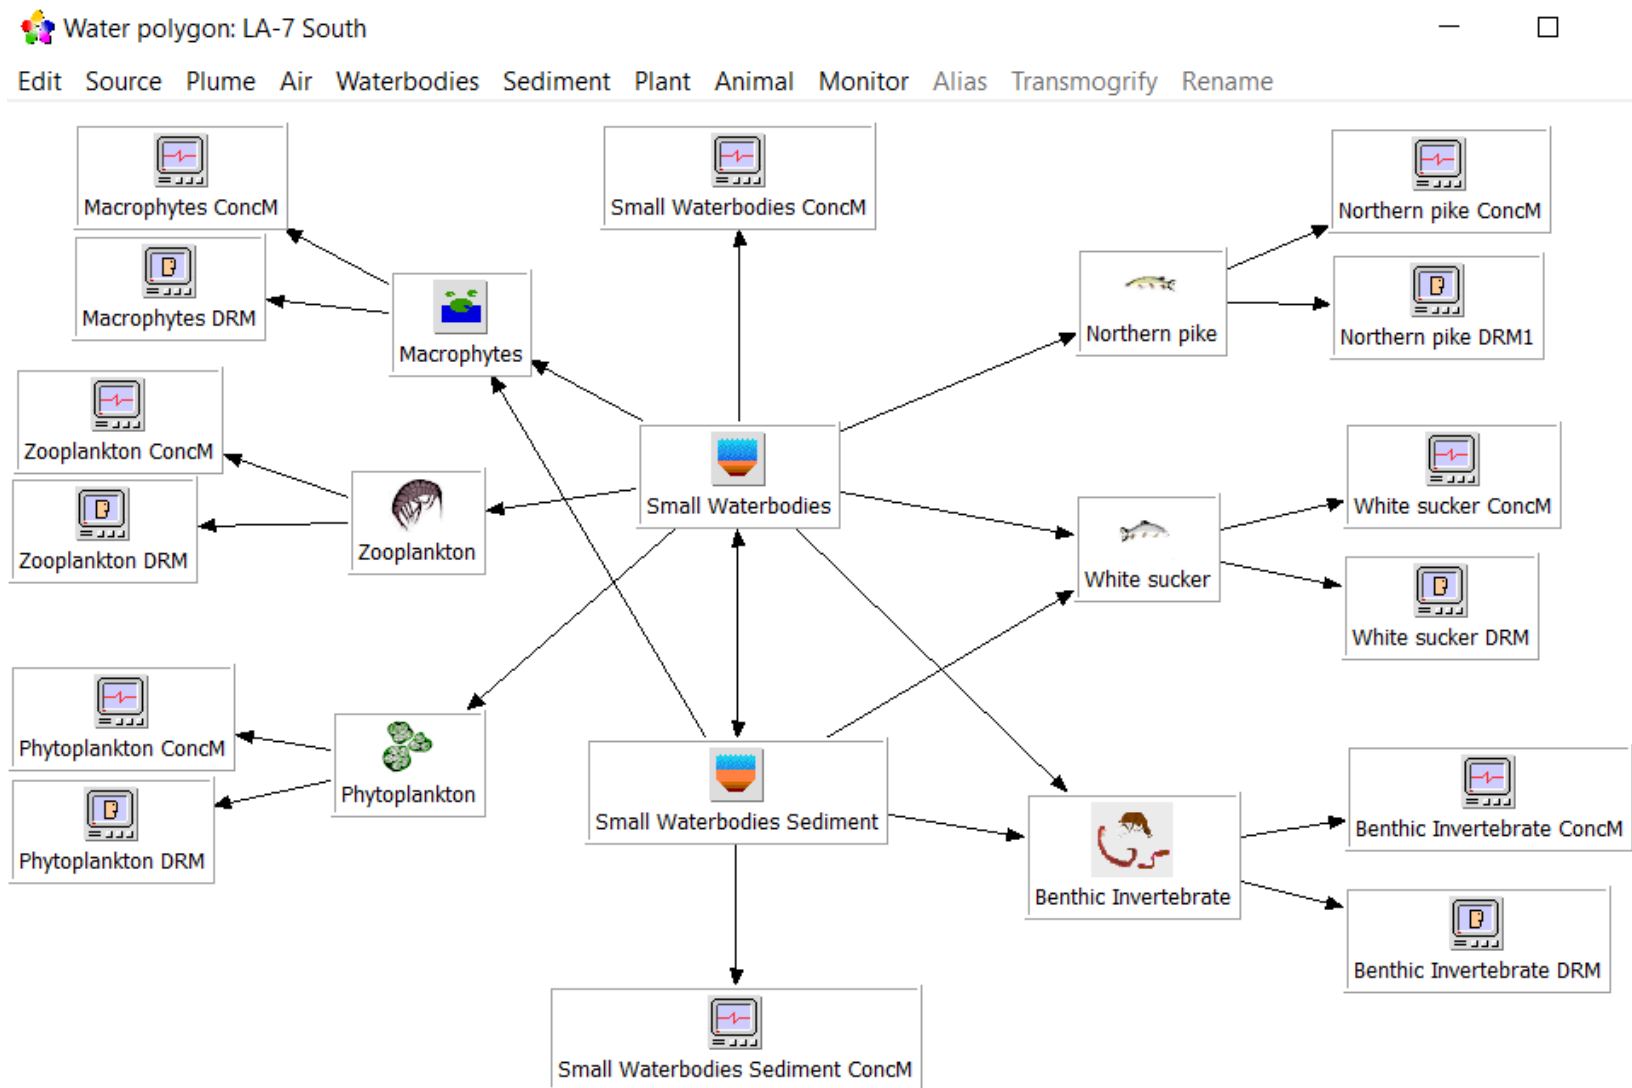 Water polygon: LA-7 South
Edit Source Plume Air Waterbodies Sediment Plant Animal Monitor Alias Transmogrify Rename
Macrophytes ConcM
Small Waterbodies ConcM
Northern pike ConcM
Macrophytes DRM
Northern pike MDRM1
Northern pike
Macrophytes
Zooplankton ConcM
Small Waterbodies
White sucker ConcM
Zooplankton DRM
Zooplankton
White sucker
White sucker DRM
Phytoplankton ConcM
Phytoplankton
Small Waterbodies Sediment
Benthic Invertebrate ConcM
Phytoplankton DRM
Benthic Invertebrate
Benthic Invertebrate DRM
Small Waterbodies Sediment ConcM